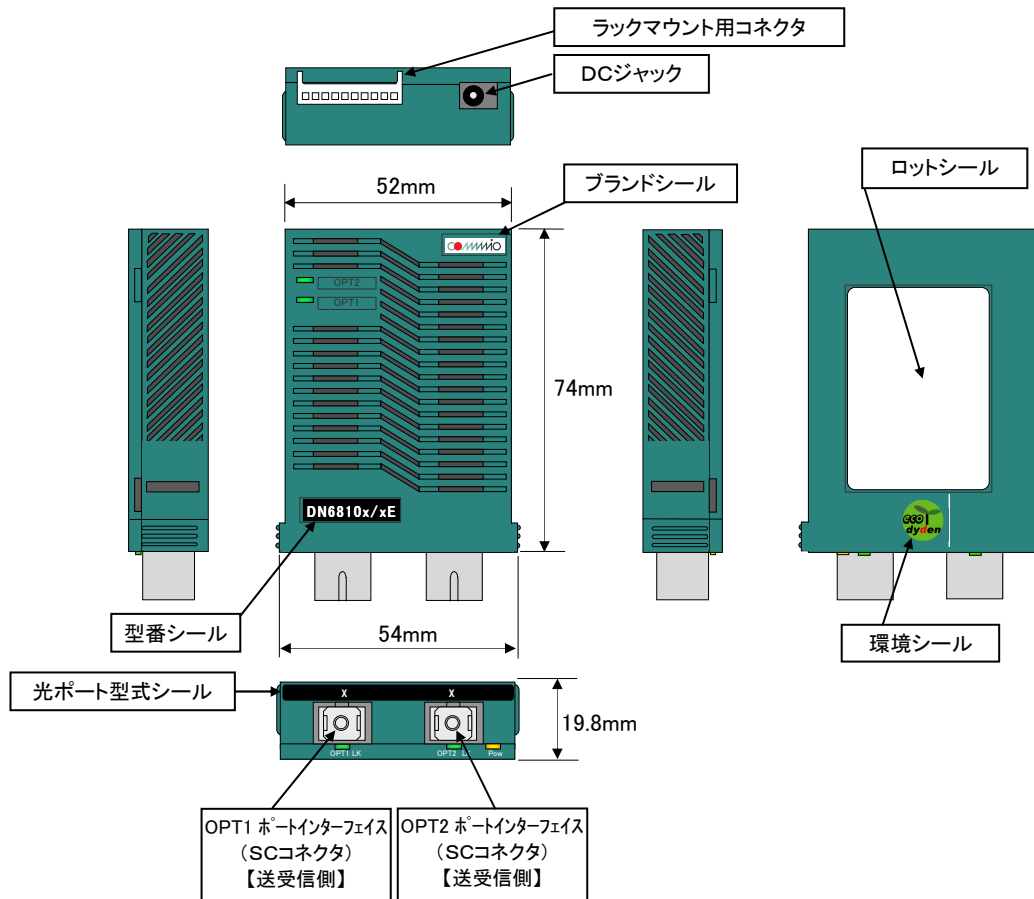 ラックマウント用コネクタ
DCジャック
ロットシール
52mm
ブランドシール
commmio
OPT2
OPT1
74mm
DN6810x/xE
eco
dyden
型番シール
54mm
環境シール
光ポート型式シール
X X
19.8mm
OPT1 LK OPT2 LK Pow
OPT1 ポートインターフェイス
(SCコネクタ)
【送受信側】
OPT2 ポートインターフェイス
(SCコネクタ)
【送受信側】